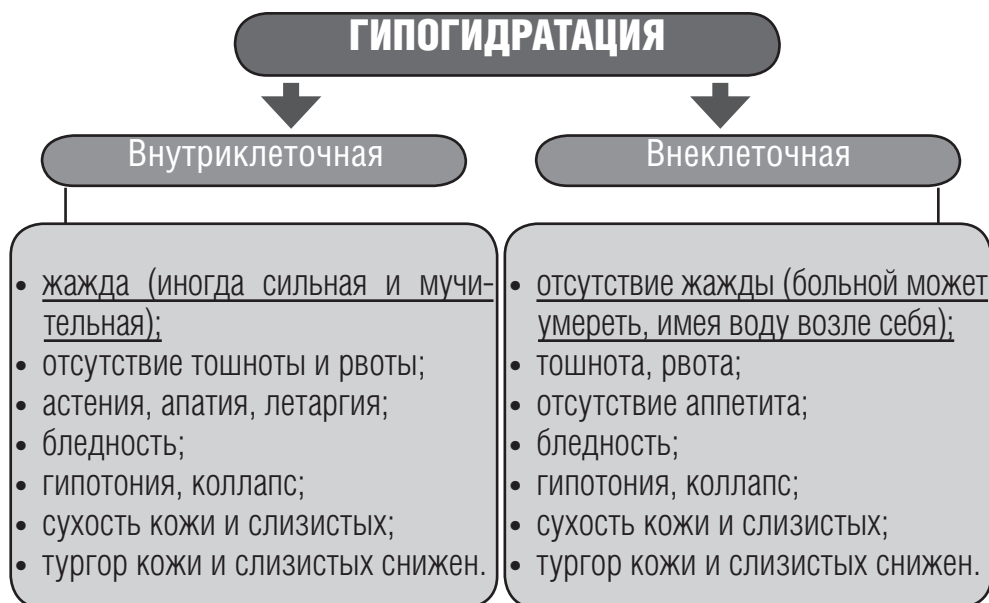 ГИПОГИДРАТАЦИЯ
Внутриклеточная
• жажда (иногда сильная и мучи-
тельная);
• отсутствие тошноты и рвоты;
• астения, апатия, летаргия;
• бледность;
• гипотония, коллапс;
• сухость кожи и слизистых;
• тургор кожи и слизистых снижен.
Внеклеточная
• отсутствие жажды (больной может
умереть, имея воду возле себя);
• тошнота, рвота;
• отсутствие аппетита;
• бледность;
• гипотония, коллапс;
• сухость кожи и слизистых;
• тургор кожи и слизистых снижен.